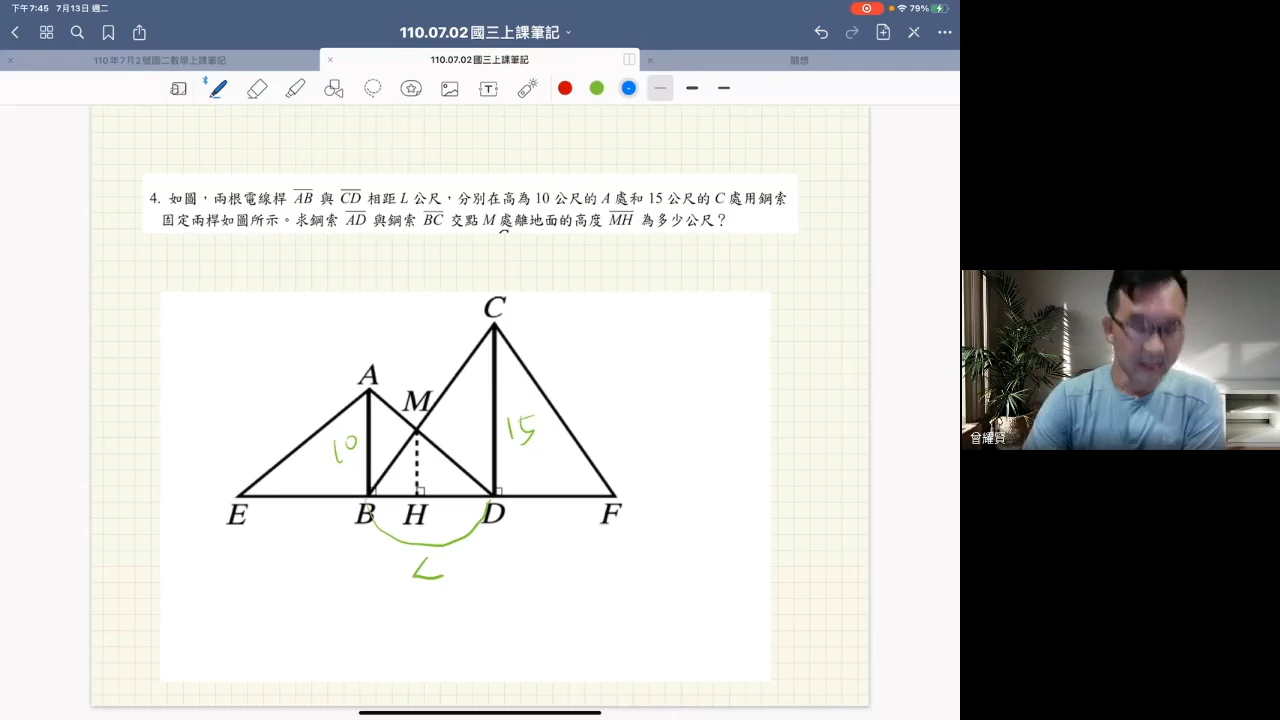 下午7:45 7月13日 週二
79%
110.07.02國三上課筆記
110年7月2號國二數學上課筆記
110.07.02國三上課筆記
T
4. 如圖,兩根電線桿 AB 與 CD 相距 L 公尺,分別在高為 10 公尺的 A 處和 15 公尺的 C 處用鋼索
固定兩桿如圖所示。求鋼索 AD 與鋼索 BC 交點 M 處離地面的高度 MH 為多少公尺?
C
A
M
10
15
E B H D F
L
曾耀賢